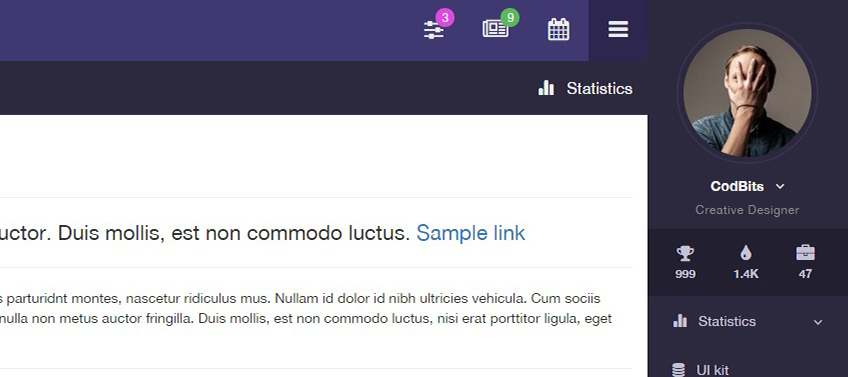 3
9
Statistics
CodBits
Creative Designer
uctor. Duis mollis, est non commodo luctus. Sample link
999 1.4K 47
s parturidnt montes, nascetur ridiculus mus. Nullam id dolor id nibh ultricies vehicula. Cum sociis
nulla non metus auctor fringilla. Duis mollis, est non commodo luctus, nisi erat porttitor ligula, eget
Statistics
UI kit